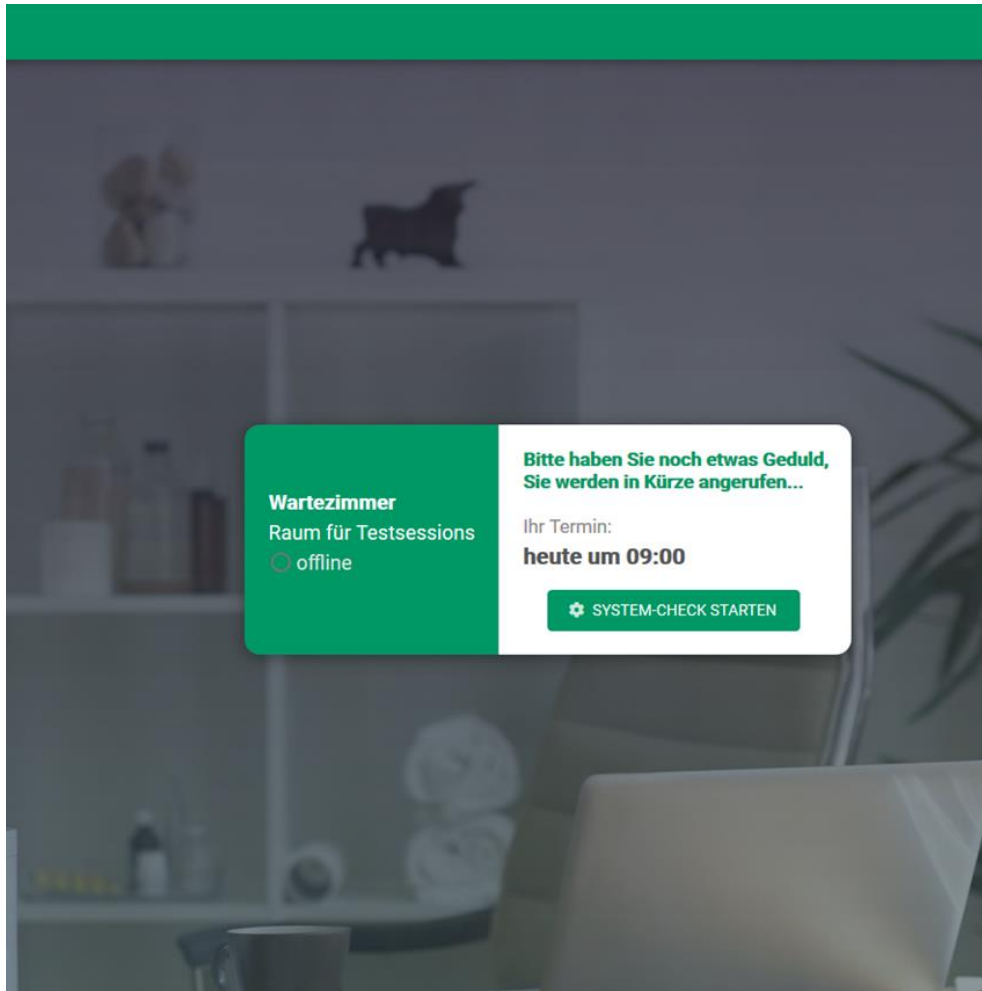 Wartezimmer
Raum für Testsessions
offline
Bitte haben Sie noch etwas Geduld,
Sie werden in Kürze angerufen...
Ihr Termin:
heute um 09:00
SYSTEM-CHECK STARTEN